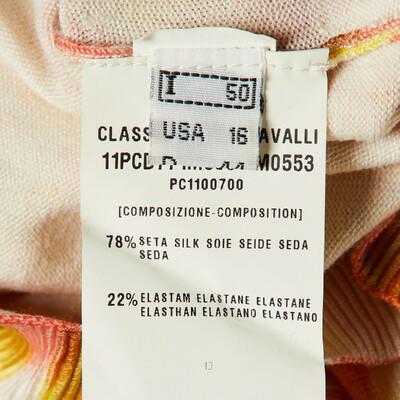 I 50
USA 16
CLASS AVALLI
11PCD M0553
PC1100700
[COMPOSIZIONE-COMPOSITION]
78% SETA SILK SOIE SEIDE SEDA
SEDA
22% ELASTAM ELASTANE ELASTANE
ELASTHAN ELASTANO ELASTANO